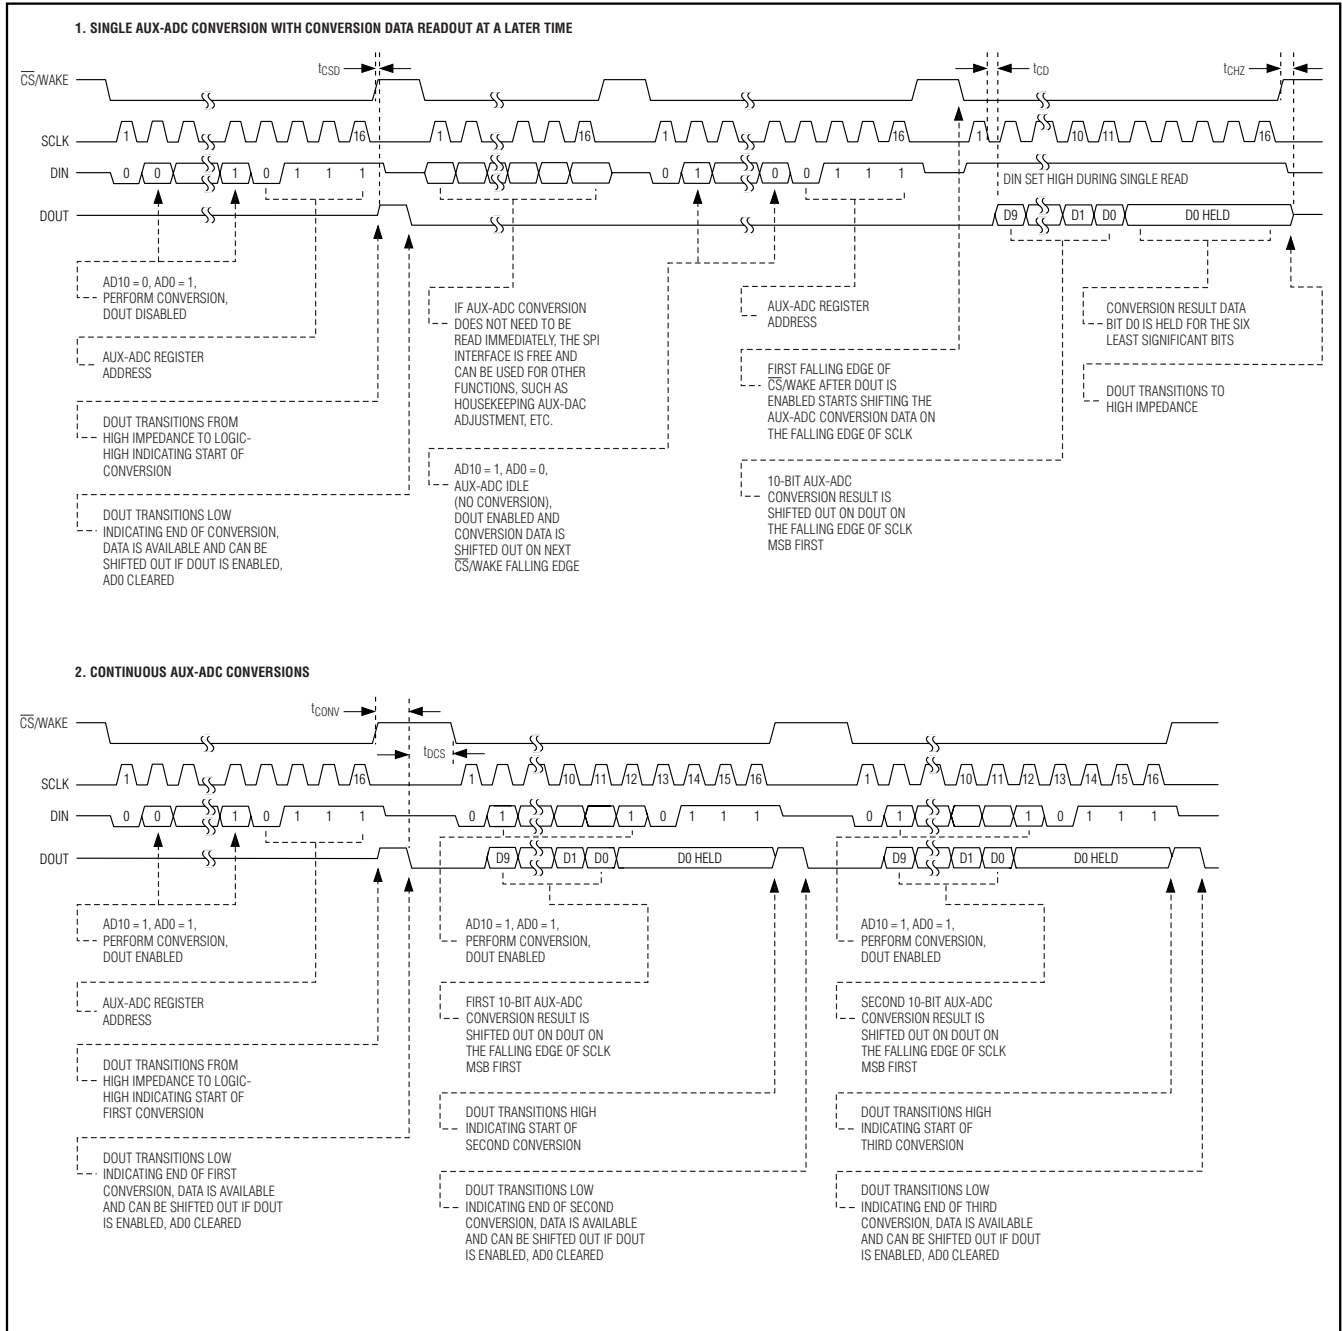 1. SINGLE AUX-ADC CONVERSION WITH CONVERSION DATA READOUT AT A LATER TIME
tCSD
tCD
tCHZ
CS/WAKE
SCLK
1
16
1
16
1
16
1
10
11
16
DIN
0
0
1
0
1
1
1
0
1
0
0
1
1
1
DIN SET HIGH DURING SINGLE READ
DOUT
D9
D1
D0
D0 HELD
AD10 = 0, AD0 = 1,
PERFORM CONVERSION,
DOUT DISABLED
AUX-ADC REGISTER
ADDRESS
DOUT TRANSITIONS FROM
HIGH IMPEDANCE TO LOGIC-
HIGH INDICATING START OF
CONVERSION
DOUT TRANSITIONS LOW
INDICATING END OF CONVERSION,
DATA IS AVAILABLE AND CAN BE
SHIFTED OUT IF DOUT IS ENABLED,
AD0 CLEARED
IF AUX-ADC CONVERSION
DOES NOT NEED TO BE
READ IMMEDIATELY, THE SPI
INTERFACE IS FREE AND
CAN BE USED FOR OTHER
FUNCTIONS, SUCH AS
HOUSEKEEPING AUX-DAC
ADJUSTMENT, ETC.
AD10 = 1, AD0 = 0,
AUX-ADC IDLE
(NO CONVERSION),
DOUT ENABLED AND
CONVERSION DATA IS
SHIFTED OUT ON NEXT
CS/WAKE FALLING EDGE
AUX-ADC REGISTER
ADDRESS
FIRST FALLING EDGE OF
CS/WAKE AFTER DOUT IS
ENABLED STARTS SHIFTING THE
AUX-ADC CONVERSION DATA ON
THE FALLING EDGE OF SCLK
10-BIT AUX-ADC
CONVERSION RESULT IS
SHIFTED OUT ON DOUT ON
THE FALLING EDGE OF SCLK
MSB FIRST
CONVERSION RESULT DATA
BIT D0 IS HELD FOR THE SIX
LEAST SIGNIFICANT BITS
DOUT TRANSITIONS TO
HIGH IMPEDANCE
2. CONTINUOUS AUX-ADC CONVERSIONS
tCONV
CS/WAKE
tDCS
SCLK
1
16
1
10
11
12
13
14
15
16
1
10
11
12
13
14
15
16
DIN
0
0
1
0
1
1
1
0
1
1
0
1
1
1
0
1
1
0
1
1
1
DOUT
D9
D1
D0
D0 HELD
D9
D1
D0
D0 HELD
AD10 = 1, AD0 = 1,
PERFORM CONVERSION,
DOUT ENABLED
AUX-ADC REGISTER
ADDRESS
DOUT TRANSITIONS FROM
HIGH IMPEDANCE TO LOGIC-
HIGH INDICATING START OF
FIRST CONVERSION
DOUT TRANSITIONS LOW
INDICATING END OF FIRST
CONVERSION, DATA IS AVAILABLE
AND CAN BE SHIFTED OUT IF DOUT
IS ENABLED, AD0 CLEARED
AD10 = 1, AD0 = 1,
PERFORM CONVERSION,
DOUT ENABLED
FIRST 10-BIT AUX-ADC
CONVERSION RESULT IS
SHIFTED OUT ON DOUT ON
THE FALLING EDGE OF SCLK
MSB FIRST
DOUT TRANSITIONS HIGH
INDICATING START OF
SECOND CONVERSION
DOUT TRANSITIONS LOW
INDICATING END OF SECOND
CONVERSION, DATA IS AVAILABLE
AND CAN BE SHIFTED OUT IF DOUT
IS ENABLED, AD0 CLEARED
AD10 = 1, AD0 = 1,
PERFORM CONVERSION,
DOUT ENABLED
SECOND 10-BIT AUX-ADC
CONVERSION RESULT IS
SHIFTED OUT ON DOUT ON
THE FALLING EDGE OF SCLK
MSB FIRST
DOUT TRANSITIONS HIGH
INDICATING START OF
THIRD CONVERSION
DOUT TRANSITIONS LOW
INDICATING END OF THIRD
CONVERSION, DATA IS AVAILABLE
AND CAN BE SHIFTED OUT IF DOUT
IS ENABLED, AD0 CLEARED